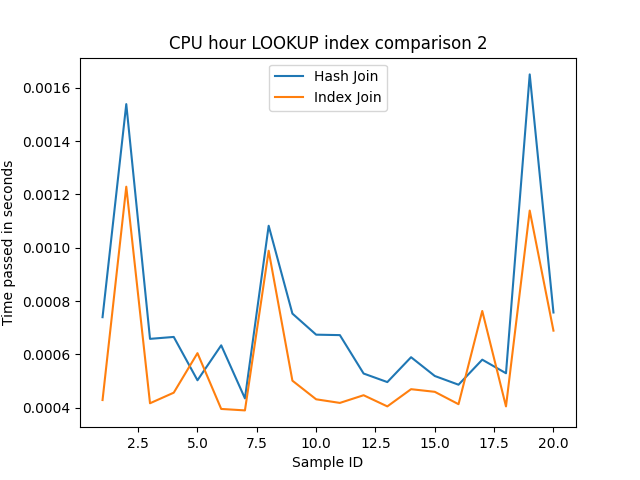 CPU hour LOOKUP index comparison 2
Hash Join
Index Join
Time passed in seconds
0.0016
0.0014
0.0012
0.0010
0.0008
0.0006
0.0004
2.5 5.0 7.5 10.0 12.5 15.0 17.5 20.0
Sample ID